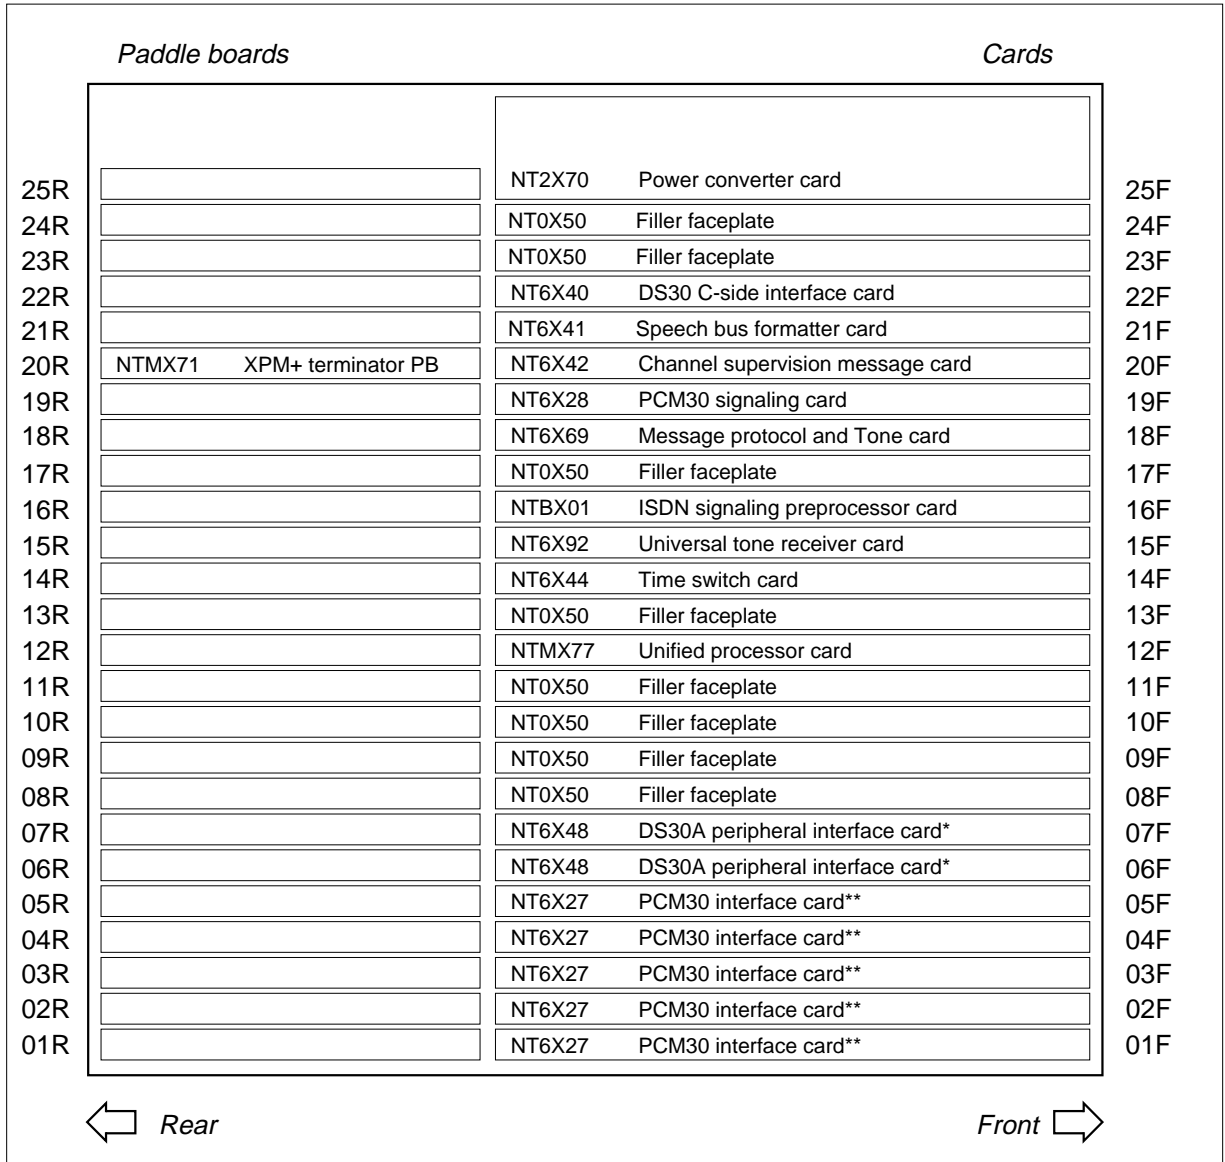 Paddle boards Cards
25R NT2X70 Power converter card 25F
24R NT0X50 Filler faceplate 24F
23R NT0X50 Filler faceplate 23F
22R NT6X40 DS30 C-side interface card 22F
21R NT6X41 Speech bus formatter card 21F
20R NTMX71 XPM+ terminator PB NT6X42 Channel supervision message card 20F
19R NT6X28 PCM30 signaling card 19F
18R NT6X69 Message protocol and Tone card 18F
17R NT0X50 Filler faceplate 17F
16R NTBX01 ISDN signaling preprocessor card 16F
15R NT6X92 Universal tone receiver card 15F
14R NT6X44 Time switch card 14F
13R NT0X50 Filler faceplate 13F
12R NTMX77 Unified processor card 12F
11R NT0X50 Filler faceplate 11F
10R NT0X50 Filler faceplate 10F
09R NT0X50 Filler faceplate 09F
08R NT0X50 Filler faceplate 08F
07R NT6X48 DS30A peripheral interface card* 07F
06R NT6X48 DS30A peripheral interface card* 06F
05R NT6X27 PCM30 interface card** 05F
04R NT6X27 PCM30 interface card** 04F
03R NT6X27 PCM30 interface card** 03F
02R NT6X27 PCM30 interface card** 02F
01R NT6X27 PCM30 interface card** 01F
Rear Front